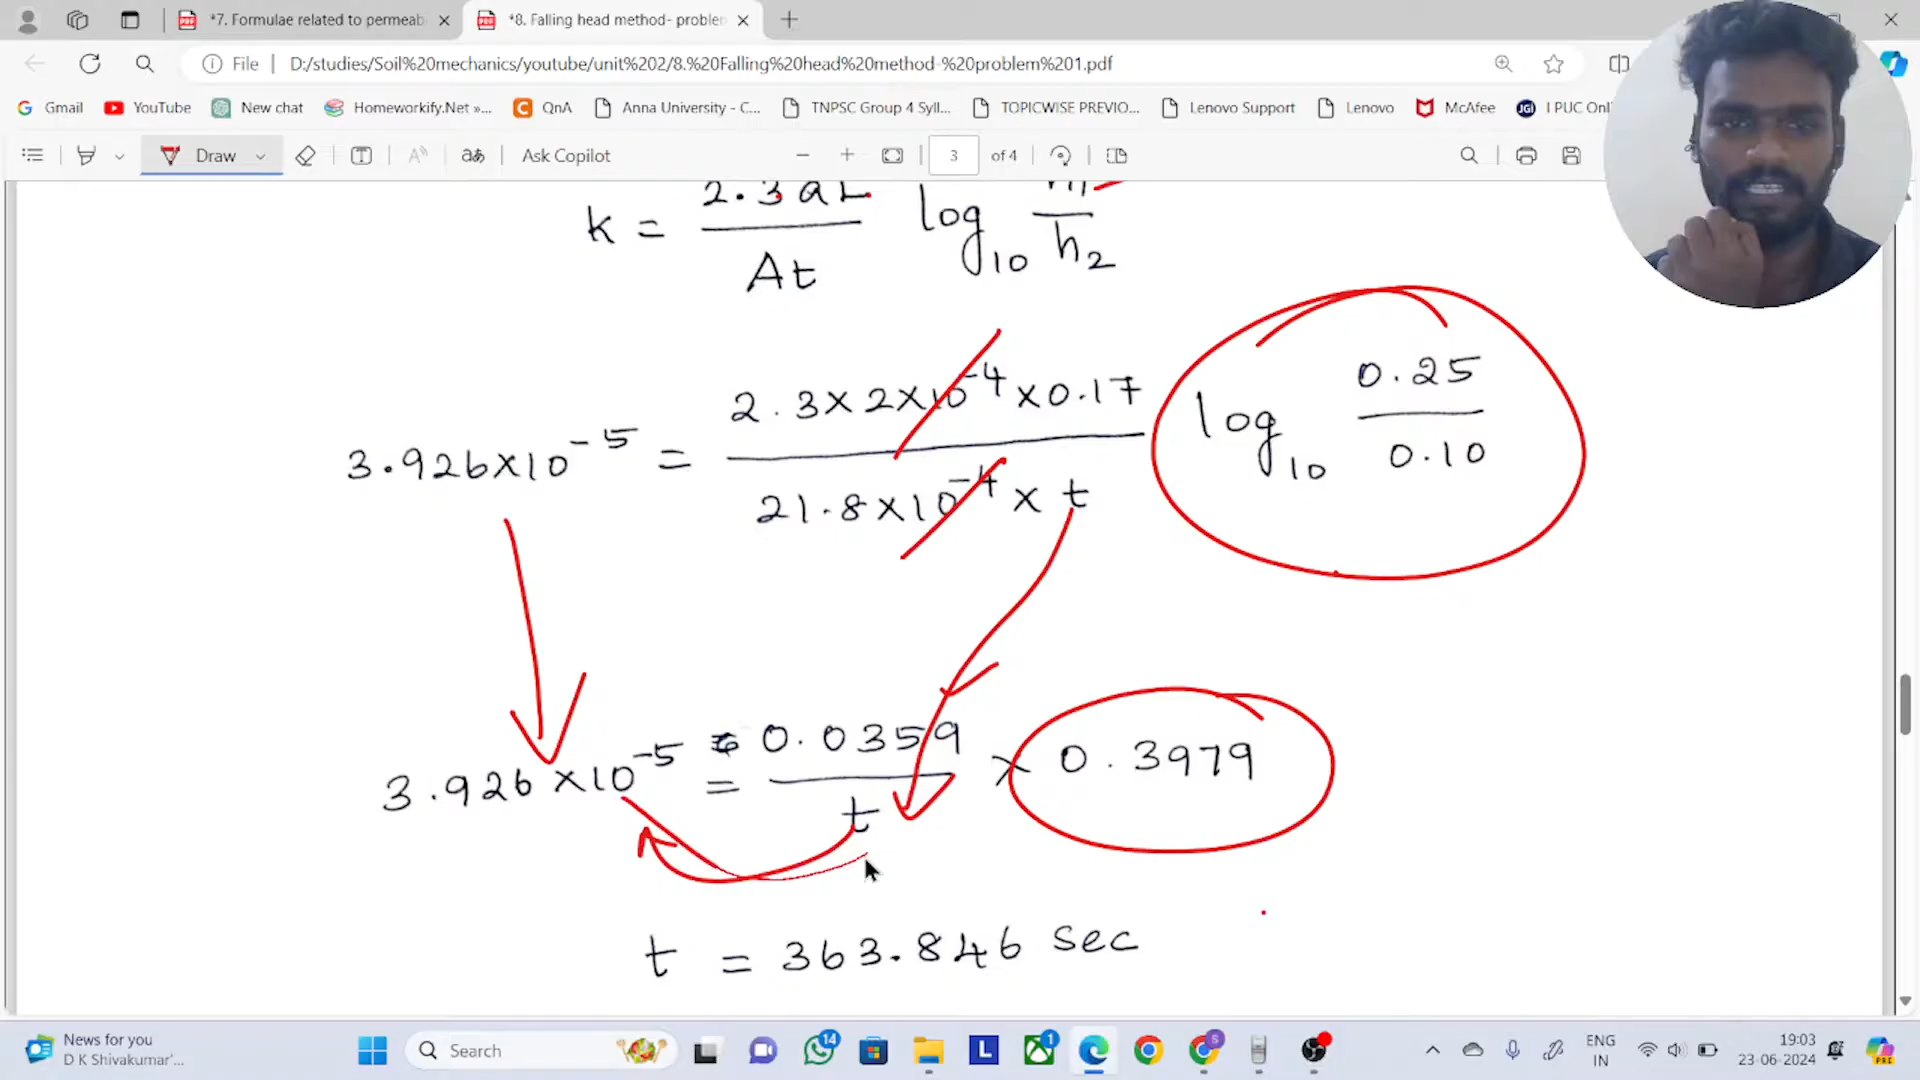 *7. Formulae related to permeab
*8. Falling head method- problem
File D:/studies/Soil%20mechanics/youtube/unit%202/8.%20Falling%20head%20method-%20problem%201.pdf
Gmail YouTube New chat Homeworkify.Net »... QnA Anna University - C... TNPSC Group 4 Syll... TOPICWISE PREVIO... Lenovo Support Lenovo McAfee I PUC Onl
Draw Ask Copilot 3 of 4
k = 2.3 aL / At log10 h1 / h2
3.926×10^-5 = 2.3×2×10^-4×0.17 / 21.8×10^-4 × t log10 0.25 / 0.10
3.926×10^-5 = 0.0359 / t × 0.3979
t = 363.846 sec
News for you
D K Shivakumar'...
Search
14
1
S
ENG
IN
19:03
23-06-2024